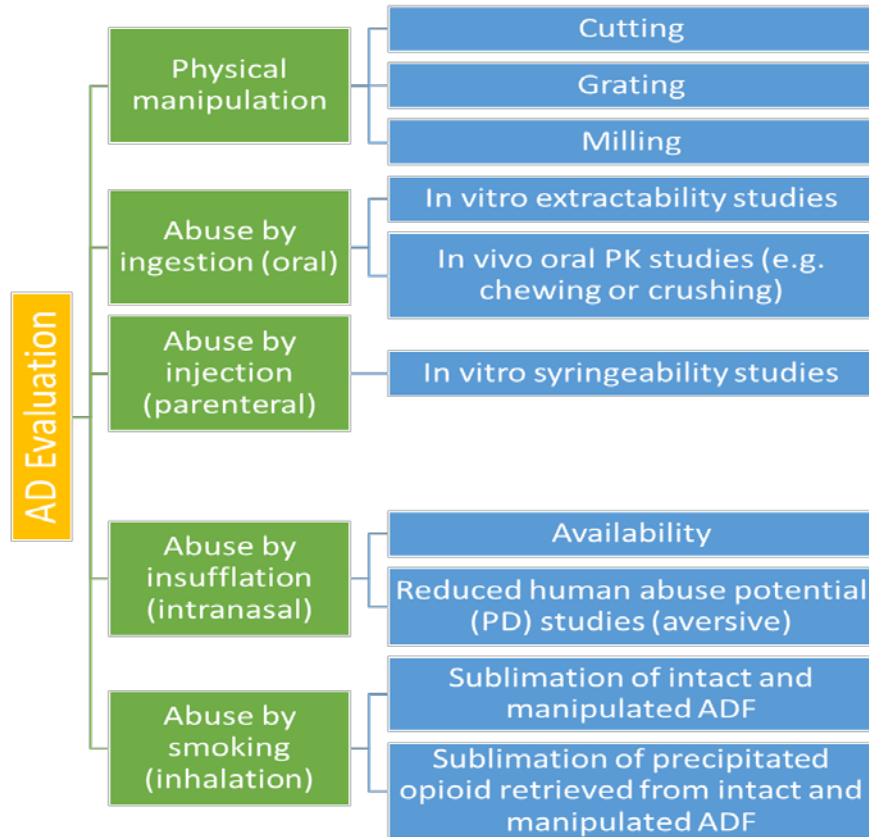 AD Evaluation
Physical
manipulation
Cutting
Grating
Milling
Abuse by
ingestion (oral)
In vitro extractability studies
In vivo oral PK studies (e.g.
chewing or crushing)
Abuse by
injection
(parenteral)
In vitro syringeability studies
Abuse by
insufflation
(intranasal)
Availability
Reduced human abuse potential
(PD) studies (aversive)
Abuse by
smoking
(inhalation)
Sublimation of intact and
manipulated ADF
Sublimation of precipitated
opioid retrieved from intact and
manipulated ADF